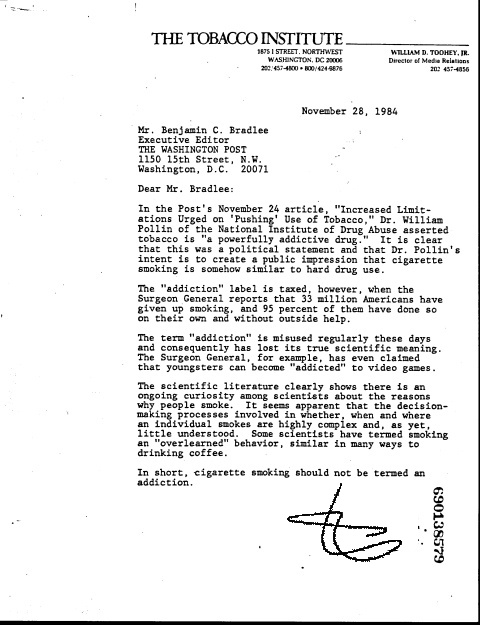 THE TOBACCO INSTITUTE
1875 I STREET, NORTHWEST
WASHINGTON, DC 20006
202/457-4800 • 800/424-9876
WILLIAM D. TOOHEY, JR.
Director of Media Relations
202/457-4856
November 28, 1984
Mr. Benjamin C. Bradlee
Executive Editor
THE WASHINGTON POST
1150 15th Street, N.W.
Washington, D.C. 20071
Dear Mr. Bradlee:
In the Post's November 24 article, "Increased Limit-
ations Urged on 'Pushing' Use of Tobacco," Dr. William
Pollin of the National Institute of Drug Abuse asserted
tobacco is "a powerfully addictive drug." It is clear
that this was a political statement and that Dr. Pollin's
intent is to create a public impression that cigarette
smoking is somehow similar to hard drug use.
The "addiction" label is taxed, however, when the
Surgeon General reports that 33 million Americans have
given up smoking, and 95 percent of them have done so
on their own and without outside help.
The term "addiction" is misused regularly these days
and consequently has lost its true scientific meaning.
The Surgeon General, for example, has even claimed
that youngsters can become "addicted" to video games.
The scientific literature clearly shows there is an
ongoing curiosity among scientists about the reasons
why people smoke. It seems apparent that the decision-
making processes involved in whether, when and where
an individual smokes are highly complex and, as yet,
little understood. Some scientists have termed smoking
an "overlearned" behavior, similar in many ways to
drinking coffee.
In short, cigarette smoking should not be termed an
addiction.
690138579